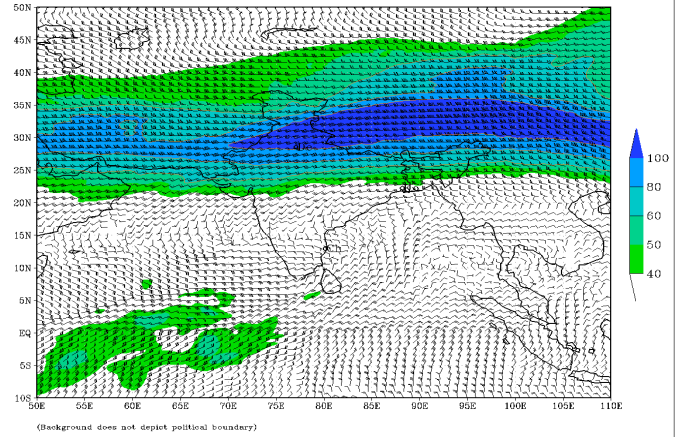 50N
45N
40N
35N
30N
25N
20N
15N
10N
5N
EQ
5S
10S
50E 55E 60E 65E 70E 75E 80E 85E 90E 95E 100E 105E 110E
100
80
60
50
40
(Background does not depict political boundary)